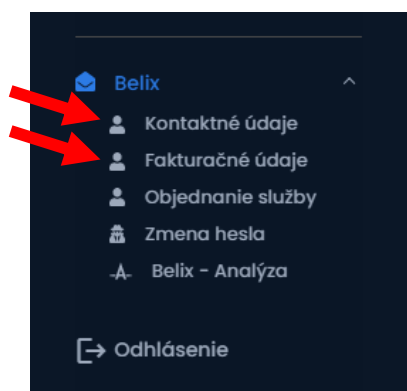 Belix
Kontaktné údaje
Fakturačné údaje
Objednanie služby
Zmena hesla
Belix - Analýza
Odhlásenie